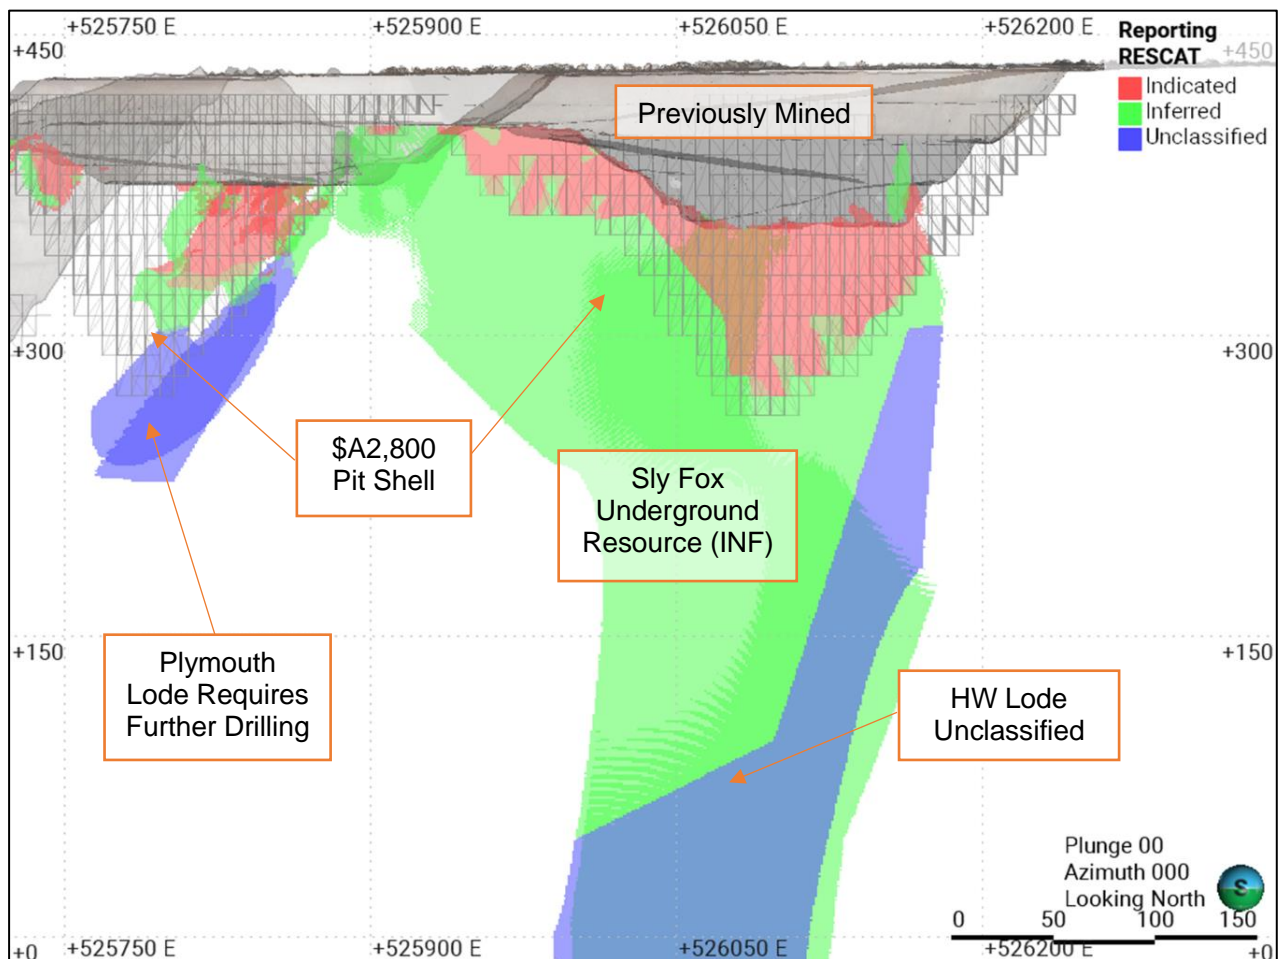 +525750 E
+525900 E
+526050 E
+526200 E
+450
+450
Reporting
RESCAT
Indicated
Inferred
Unclassified
Previously Mined
+300
+300
$A2,800
Pit Shell
Sly Fox
Underground
Resource (INF)
+150
+150
Plymouth
Lode Requires
Further Drilling
HW Lode
Unclassified
Plunge 00
Azimuth 000
Looking North
S
0 50 100 150
+0
+525750 E
+525900 E
+526050 E
+526200 E
+0